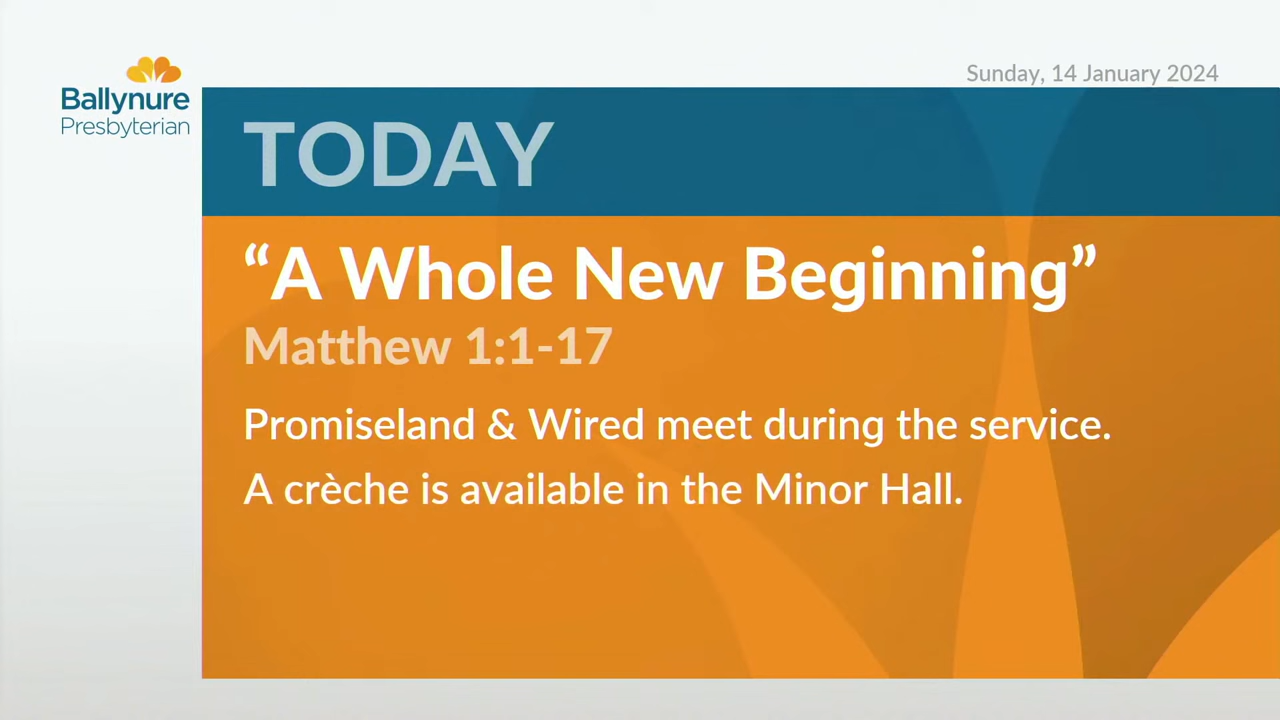 Ballynure
Presbyterian
Sunday, 14 January 2024
TODAY
“A Whole New Beginning”
Matthew 1:1-17
Promiseland & Wired meet during the service.
A crèche is available in the Minor Hall.